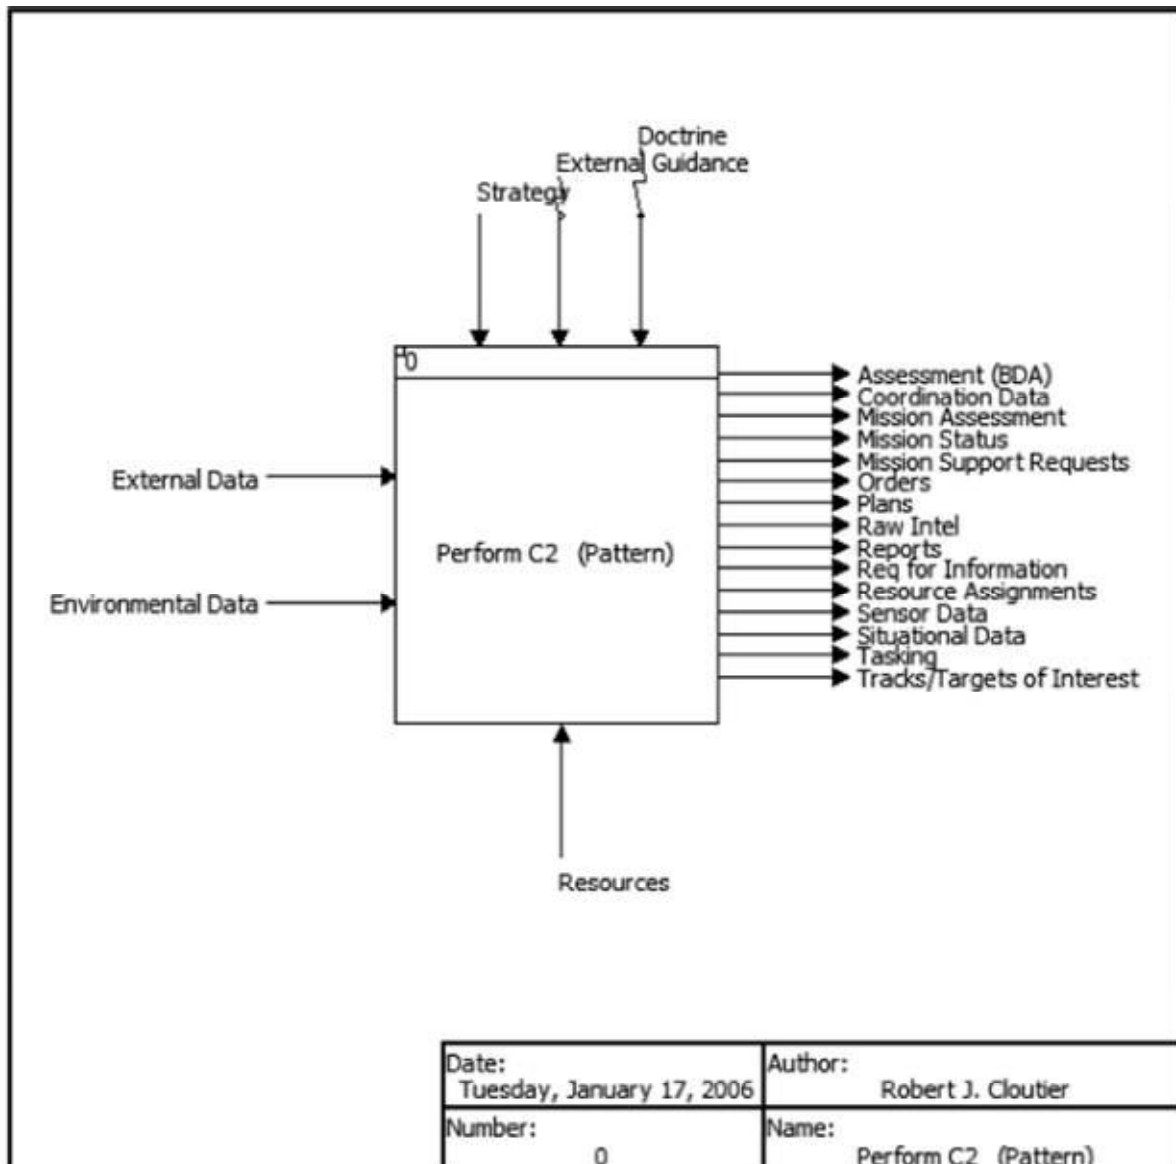 Doctrine
External Guidance
Strategy
0
Assessment (BDA)
Coordination Data
Mission Assessment
Mission Status
Mission Support Requests
Orders
Plans
Raw Intel
Reports
Req for Information
Resource Assignments
Sensor Data
Situational Data
Tasking
Tracks/Targets of Interest
External Data
Perform C2 (Pattern)
Environmental Data
Resources
Date:
Tuesday, January 17, 2006
Author:
Robert J. Cloutier
Number:
0
Name:
Perform C2 (Pattern)